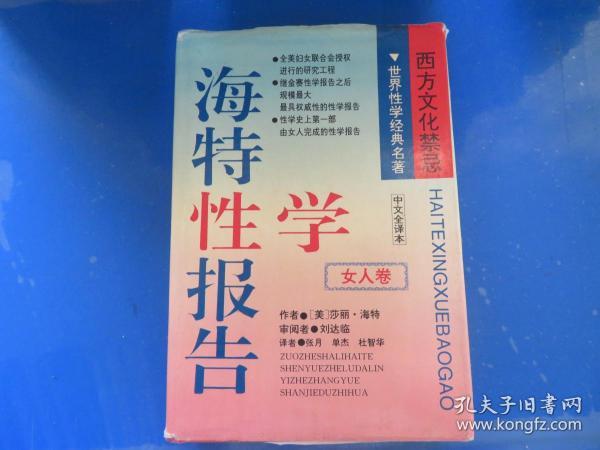 西方文化禁忌
▼世界性学经典名著
中文全译本
HAITEXINGXUEBAOGAO
●全美妇女联合会授权
进行的研究工程
●继金赛性学报告之后
规模最大
最具权威性的性学报告
●性学史上第一部
由女人完成的性学报告
海特性学报告
女人卷
作者●［美］莎丽·海特
审阅者●刘达临
译者●张月 单杰 杜智华
ZUOZHESHALIHAITE
SHENYUEZHELUDALIN
YIZHEZHANGYUE
SHANJIEDUZHIHUA
孔夫子旧书网
www.kongfz.com